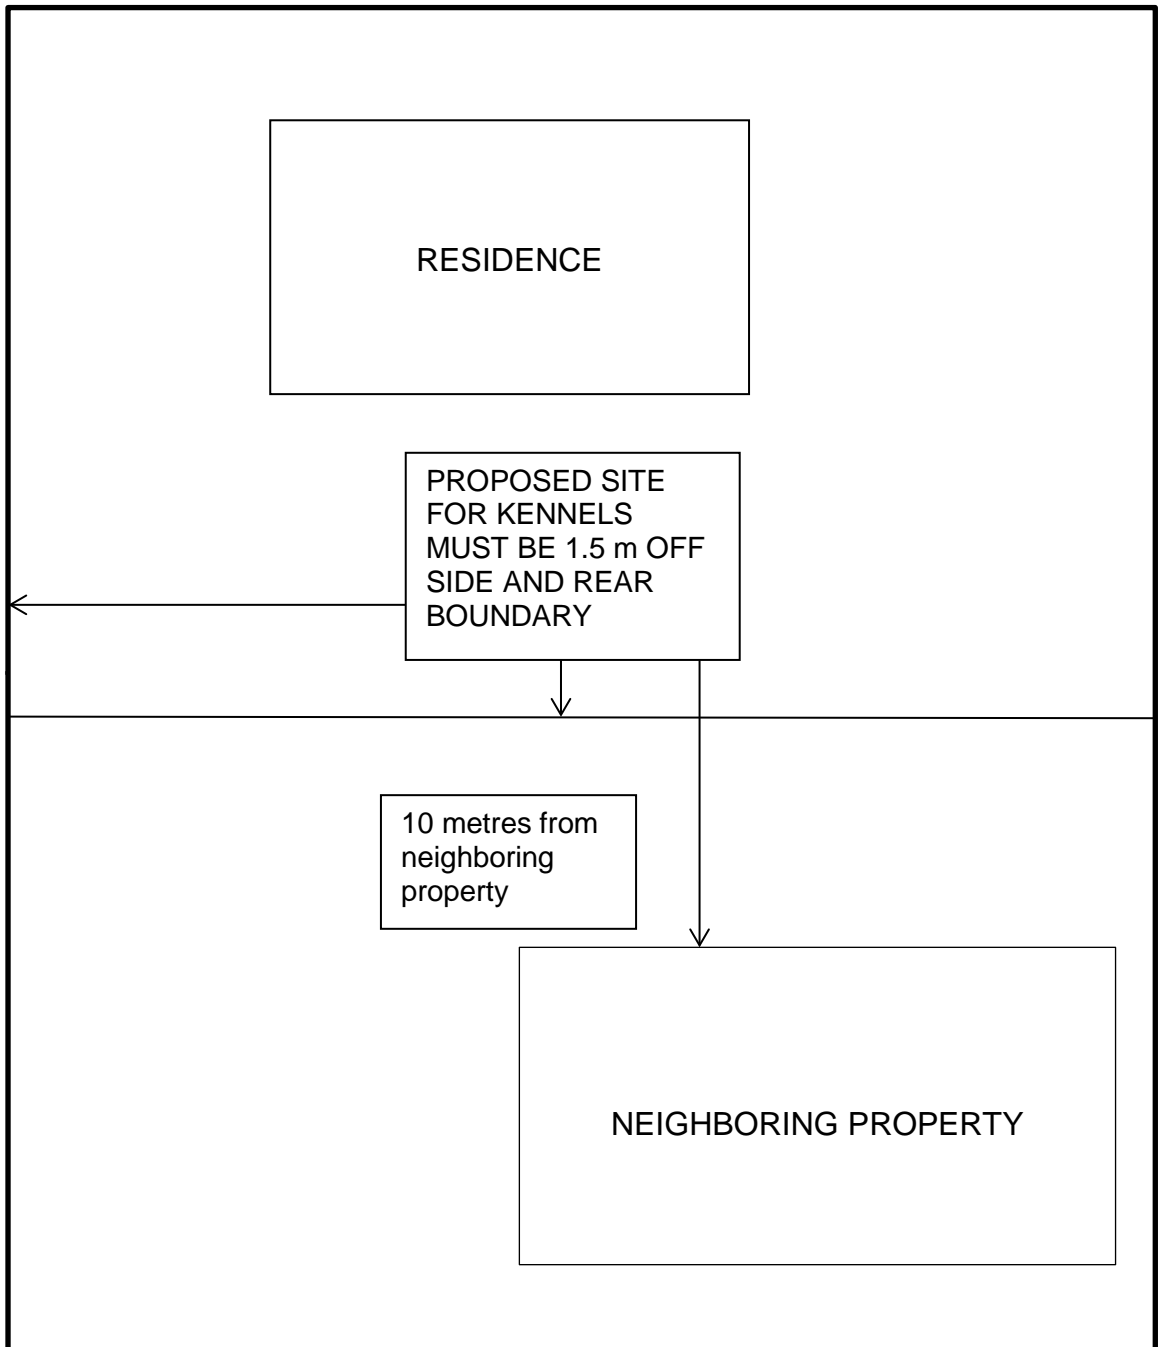 RESIDENCE
PROPOSED SITE
FOR KENNELS
MUST BE 1.5 m OFF
SIDE AND REAR
BOUNDARY
10 metres from
neighboring
property
NEIGHBORING PROPERTY